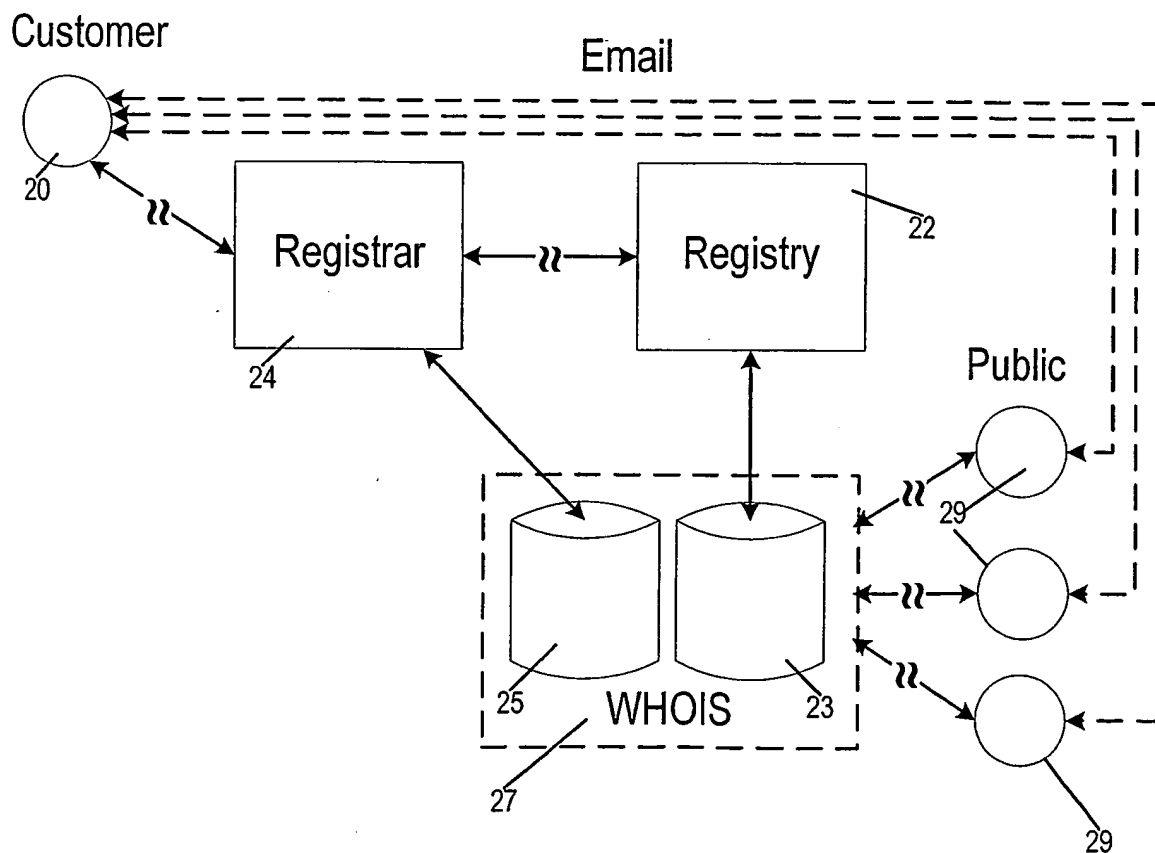 Customer
Email
20
Registrar
Registry
22
24
Public
29
25
WHOIS
23
27
29